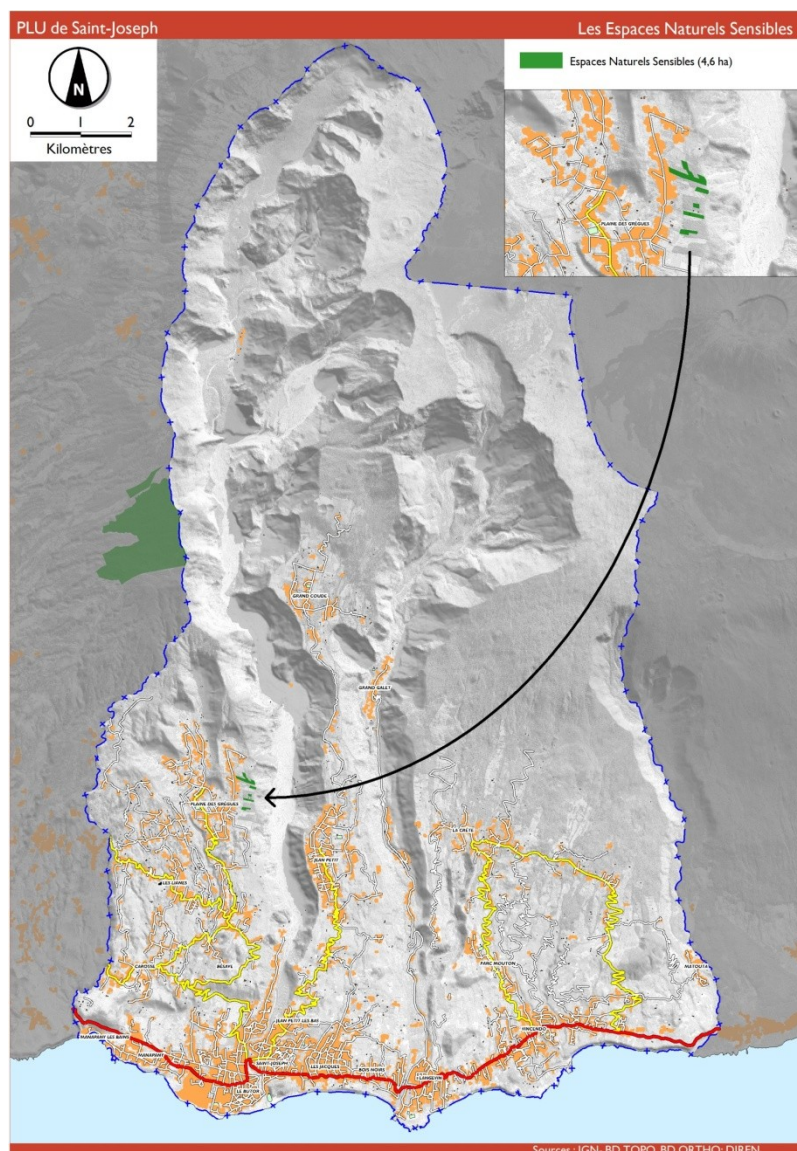 PLU de Saint-Joseph
Les Espaces Naturels Sensibles
N
0 1 2
Kilomètres
Espaces Naturels Sensibles (4,6 ha)
PLAINE DES GREGUES
GRAND COUDE
GRAND GALET
PLAINE DES GREGUES
LA CRETE
JEAN PETIT
LES LIANES
CAROSSE
BESAVE
PARC MOUTON
MATOUTA
JEAN PETIT LES BAS
VINCENDO
MANAPANY LES BAINS
MANAPANY
SAINT-JOSEPH
LES JACQUES
BOIS NOIRS
LANGEVIN
LE BUTOR
Sources : IGN- BD TOPO, BD ORTHO; DIREN